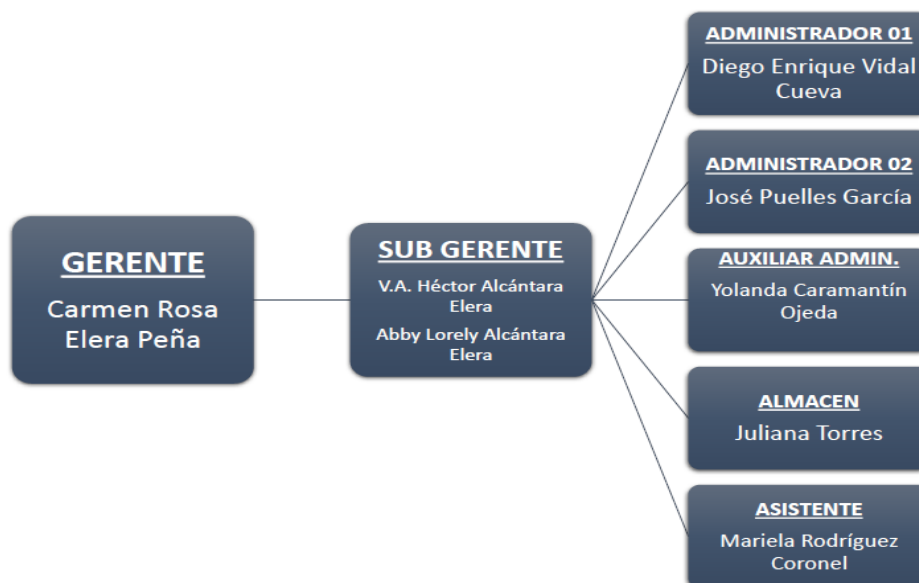 GERENTE
Carmen Rosa
Elera Peña
SUB GERENTE
V.A. Héctor Alcántara
Elera
Abby Lorely Alcántara
Elera
ADMINISTRADOR 01
Diego Enrique Vidal
Cueva
ADMINISTRADOR 02
José Puelles García
AUXILIAR ADMIN.
Yolanda Caramantín
Ojeda
ALMACEN
Juliana Torres
ASISTENTE
Mariela Rodríguez
Coronel